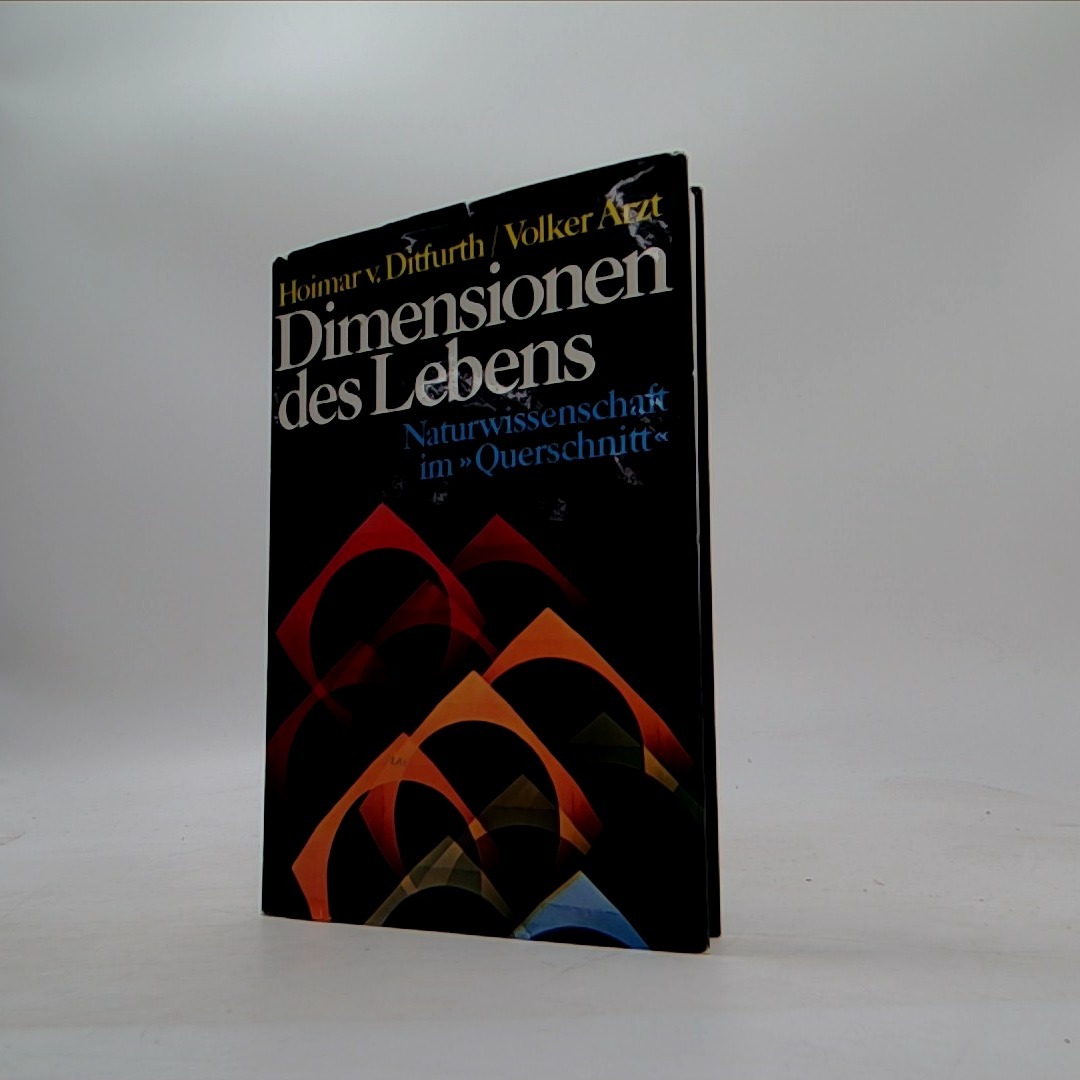 Hoimar v. Ditfurth / Volker Arzt
Dimensionen
des Lebens
Naturwissenschaft
im »Querschnitt«